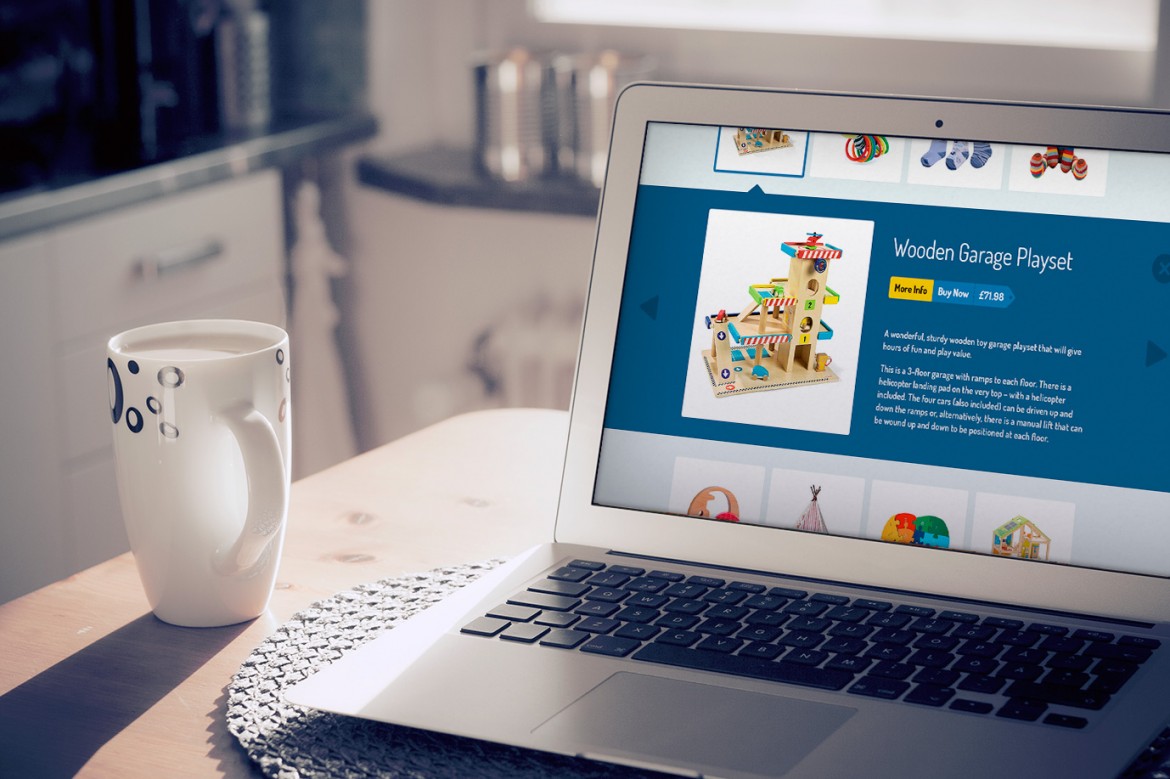 Wooden Garage Playset
More Info Buy Now £71.98
A wonderful, sturdy wooden toy garage playset that will give
hours of fun and play value.
This is a 3-floor garage with ramps to each floor. There is a
helicopter landing pad on the very top - with a helicopter
included. The four cars (also included) can be driven up and
down the ramps or, alternatively, there is a manual lift that can
be wound up and down to be positioned at each floor.
2
1